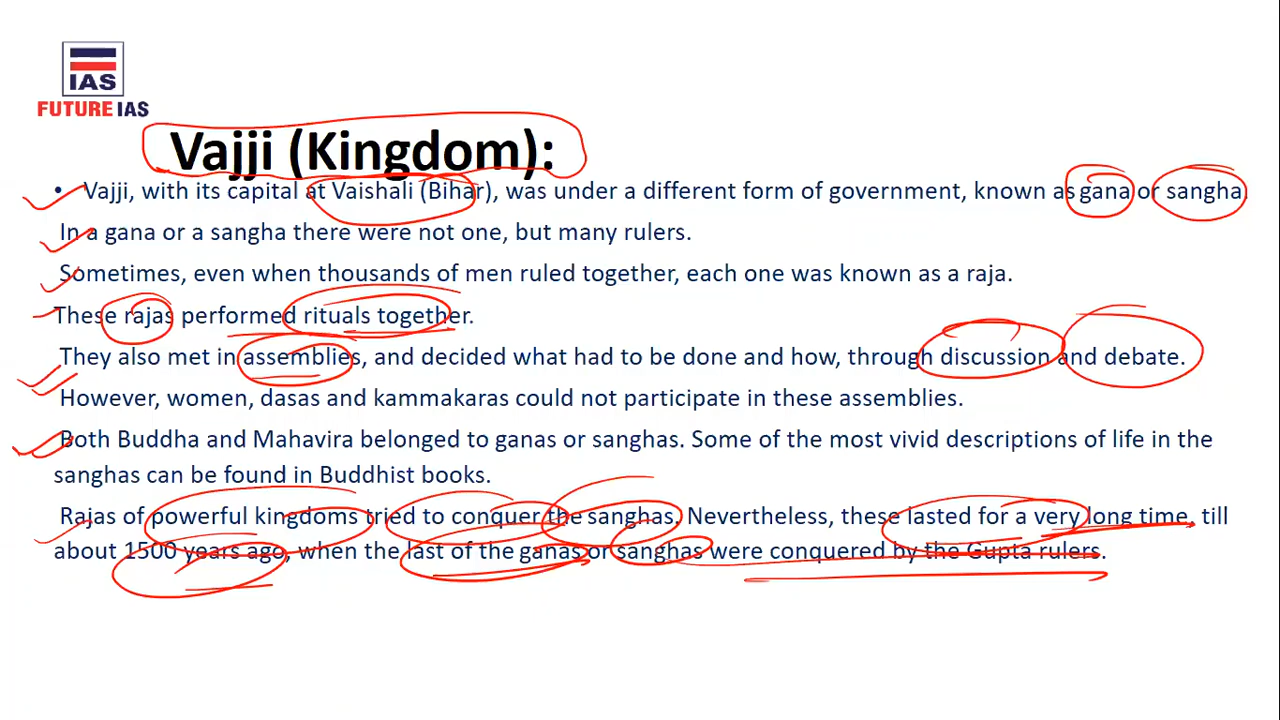 IAS
FUTURE IAS
Vajji (Kingdom):
• Vajji, with its capital at Vaishali (Bihar), was under a different form of government, known as gana or sangha.
In a gana or a sangha there were not one, but many rulers.
Sometimes, even when thousands of men ruled together, each one was known as a raja.
These rajas performed rituals together.
They also met in assemblies, and decided what had to be done and how, through discussion and debate.
However, women, dasas and kammakaras could not participate in these assemblies.
Both Buddha and Mahavira belonged to ganas or sanghas. Some of the most vivid descriptions of life in the
sanghas can be found in Buddhist books.
Rajas of powerful kingdoms tried to conquer the sanghas. Nevertheless, these lasted for a very long time, till
about 1500 years ago, when the last of the ganas or sanghas were conquered by the Gupta rulers.